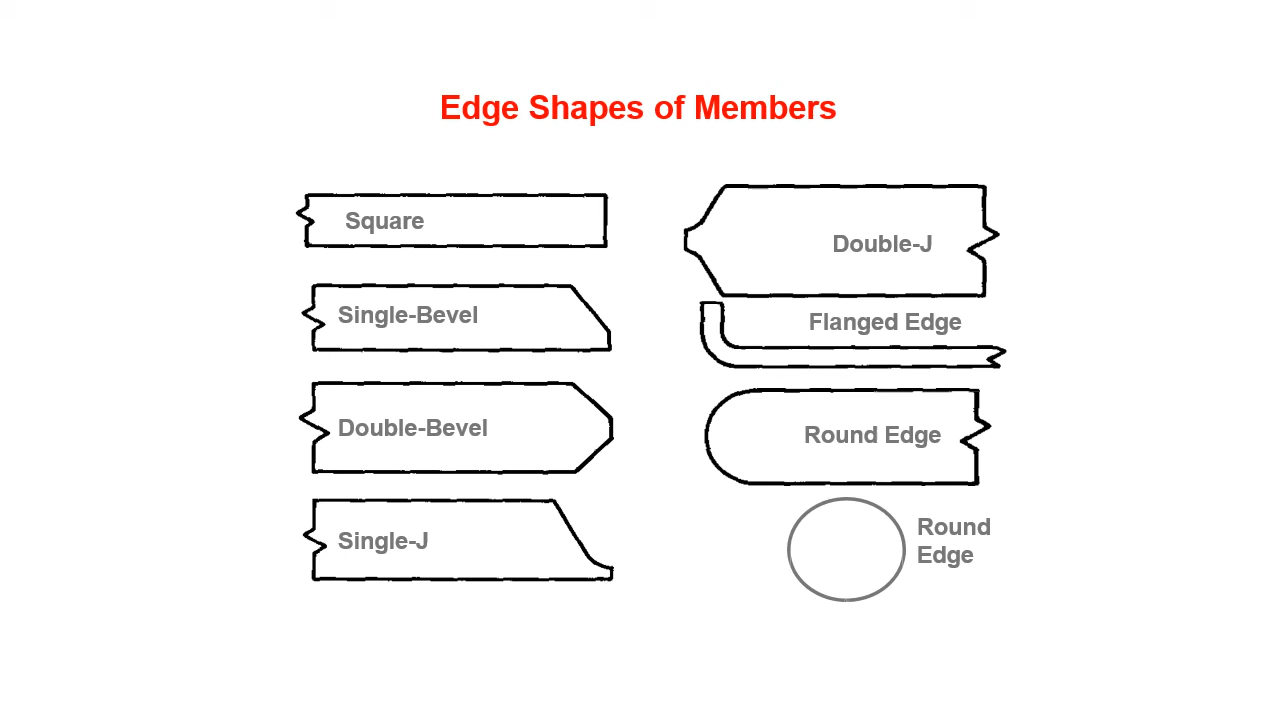 Edge Shapes of Members
Square
Single-Bevel
Double-Bevel
Single-J
Double-J
Flanged Edge
Round Edge
Round
Edge